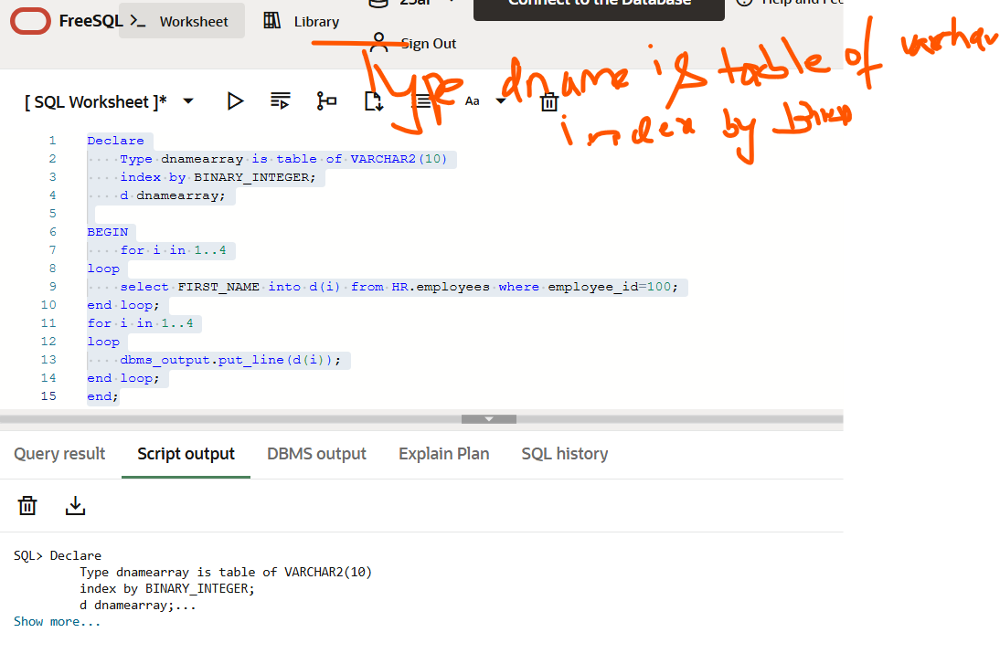 FreeSQL Worksheet Library
Connect to the Database
Sign Out
Type dname is table of varchar
index by
[ SQL Worksheet ]* Aa
1 Declare
2 Type dnamearray is table of VARCHAR2(10)
3 index by BINARY_INTEGER;
4 d dnamearray;
5
6 BEGIN
7 for i in 1..4
8 loop
9 select FIRST_NAME into d(i) from HR.employees where employee_id=100;
10 end loop;
11 for i in 1..4
12 loop
13 dbms_output.put_line(d(i));
14 end loop;
15 end;
Query result Script output DBMS output Explain Plan SQL history
SQL> Declare
Type dnamearray is table of VARCHAR2(10)
index by BINARY_INTEGER;
d dnamearray;...
Show more...